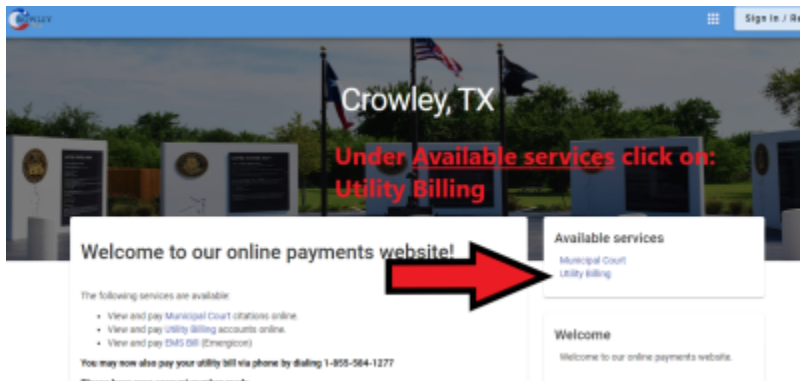 CROWLEY
Sign In / Re
Crowley, TX
Under Available services click on:
Utility Billing
Welcome to our online payments website!
The following services are available:
View and pay Municipal Court citations online.
View and pay Utility Billing accounts online.
View and pay EMS Bill (Emergicon)
You may now also pay your utility bill via phone by dialing 1-855-584-1277
Available services
Municipal Court
Utility Billing
Welcome
Welcome to our online payments website.